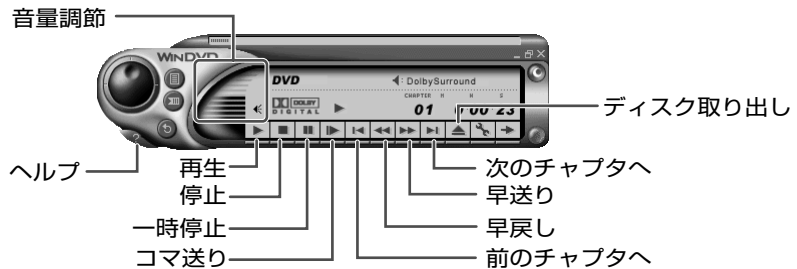 音量調節
WINDVD
DVD
DolbySurround
CHAPTER H M S
DOLBY
DIGITAL
01
00 23
ディスク取り出し
?
ヘルプ
再生
停止
一時停止
コマ送り
次のチャプタへ
早送り
早戻し
前のチャプタへ